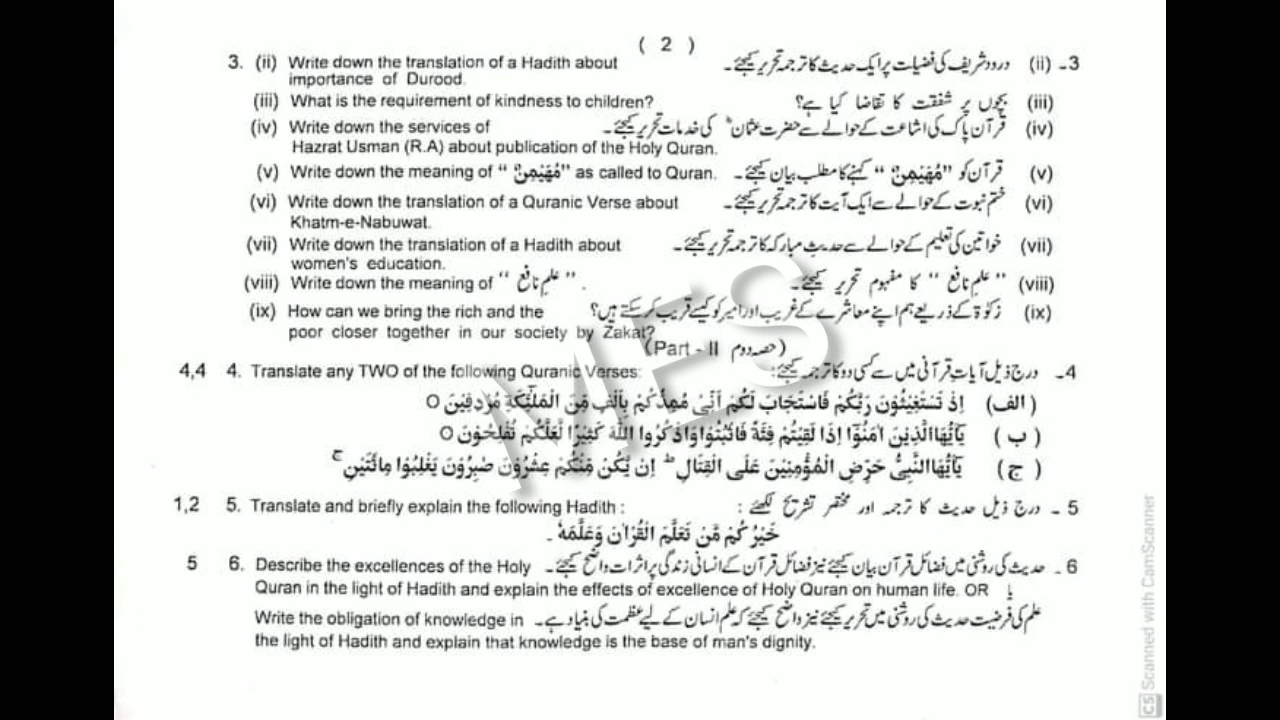 ( 2 )
3. (ii) Write down the translation of a Hadith about درود شریف کی فضیلت پر ایک حدیث کا ترجمہ تحریر کیجئے۔ (ii) ۔3
importance of Durood.
(iii) What is the requirement of kindness to children? بچوں پر شفقت کا تقاضا کیا ہے؟ (iii)
(iv) Write down the services of قرآن پاک کی اشاعت کے حوالے سے حضرت عثمانؓ کی خدمات تحریر کیجئے۔ (iv)
Hazrat Usman (R.A) about publication of the Holy Quran.
(v) Write down the meaning of “ مُهَيْمِنْ” as called to Quran. قرآن کو “مُهَيْمِنْ” کہنے کا مطلب بیان کیجئے۔ (v)
(vi) Write down the translation of a Quranic Verse about ختم نبوت کے حوالے سے ایک آیت کا ترجمہ تحریر کیجئے۔ (vi)
Khatm-e-Nabuwat.
(vii) Write down the translation of a Hadith about خواتین کی تعلیم کے حوالے سے حدیثِ مبارکہ کا ترجمہ تحریر کیجئے۔ (vii)
women's education.
(viii) Write down the meaning of “ علمِ نافع ” . “ علمِ نافع ” کا مفہوم تحریر کیجئے۔ (viii)
(ix) How can we bring the rich and the زکوٰۃ کے ذریعے ہم اپنے معاشرے کے غریب اور امیر کو کیسے قریب کر سکتے ہیں؟ (ix)
poor closer together in our society by Zakat?
(Part - II حصہ دوم)
4,4 4. Translate any TWO of the following Quranic Verses: درج ذیل آیاتِ قرآنی میں سے کسی دو کا ترجمہ کیجئے: ۔4
(الف) اِذْ تَسْتَغِيْثُوْنَ رَبَّكُمْ فَاسْتَجَابَ لَكُمْ اَنِّىْ مُمِدُّكُمْ بِاَلْفٍ مِّنَ الْمَلٰٓئِكَةِ مُرْدِفِيْنَ ○
(ب) يٰٓاَيُّهَا الَّذِيْنَ اٰمَنُوْٓا اِذَا لَقِيْتُمْ فِئَةً فَاثْبُتُوْا وَاذْكُرُوا اللّٰهَ كَثِيْرًا لَّعَلَّكُمْ تُفْلِحُوْنَ ○
(ج) يٰٓاَيُّهَا النَّبِىُّ حَرِّضِ الْمُؤْمِنِيْنَ عَلَى الْقِتَالِ ؕ اِنْ يَّكُنْ مِّنْكُمْ عِشْرُوْنَ صٰبِرُوْنَ يَغْلِبُوْا مِائَتَيْنِ ۚ
1,2 5. Translate and briefly explain the following Hadith : درج ذیل حدیث کا ترجمہ اور مختصر تشریح لکھئے : ۔ 5
خَيْرُكُمْ مَّنْ تَعَلَّمَ الْقُرْاٰنَ وَعَلَّمَهٗ ۔
5 6. Describe the excellences of the Holy حدیث کی روشنی میں فضائل قرآن بیان کیجئے نیز فضائل قرآن کے انسانی زندگی پر اثرات واضح کیجئے۔ ۔6
Quran in the light of Hadith and explain the effects of excellence of Holy Quran on human life. OR یا
Write the obligation of knowledge in علم کی فرضیت حدیث کی روشنی میں تحریر کیجئے نیز واضح کیجئے کہ علم انسان کے لیے عظمت کی بنیاد ہے۔
the light of Hadith and explain that knowledge is the base of man's dignity.
MES
CS Scanned with CamScanner